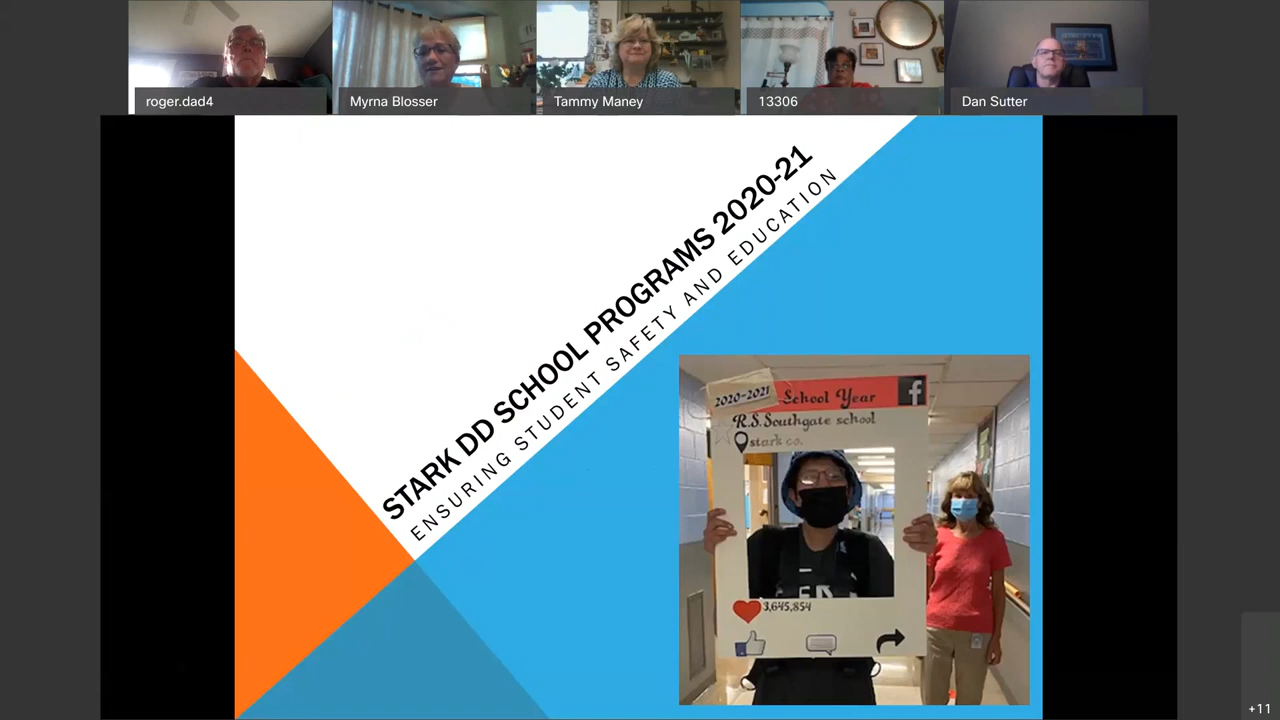 roger.dad4
Myrna Blosser
Tammy Maney
13306
Dan Sutter
STARK DD SCHOOL PROGRAMS 2020-21
ENSURING STUDENT SAFETY AND EDUCATION
2020-2021
School Year
f
R.S. Southgate school
stark co.
3,645,854
+11